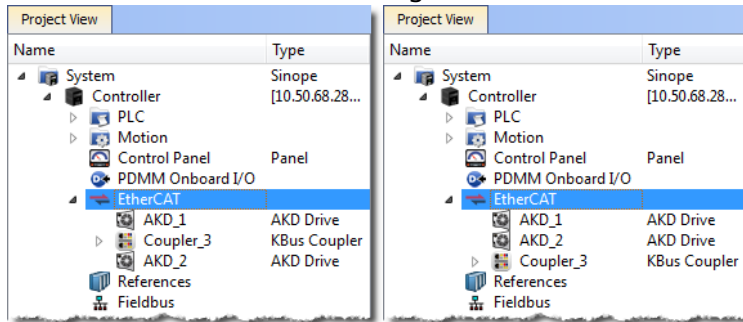 Project View
Name Type
System Sinope
Controller [10.50.68.28...
PLC
Motion
Control Panel Panel
PDMM Onboard I/O
EtherCAT
AKD_1 AKD Drive
Coupler_3 KBus Coupler
AKD_2 AKD Drive
References
Fieldbus
Project View
Name Type
System Sinope
Controller [10.50.68.28...
PLC
Motion
Control Panel Panel
PDMM Onboard I/O
EtherCAT
AKD_1 AKD Drive
AKD_2 AKD Drive
Coupler_3 KBus Coupler
References
Fieldbus